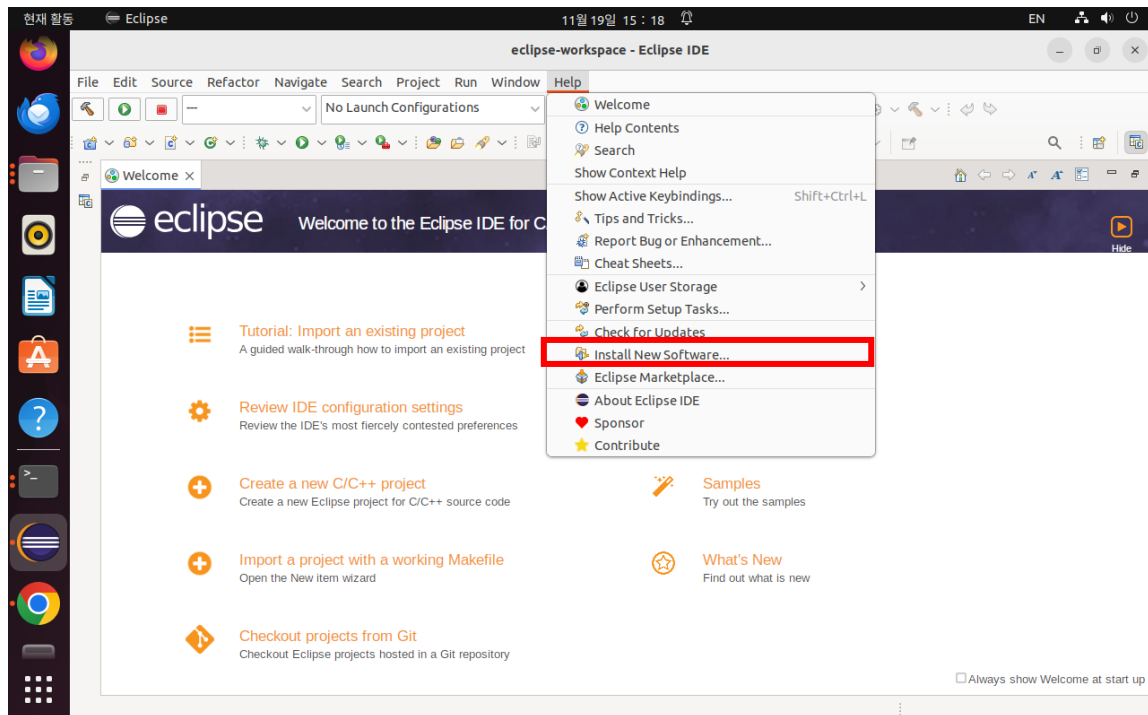 현재 활동 Eclipse 11월 19일 15 : 18 EN
eclipse-workspace - Eclipse IDE
File Edit Source Refactor Navigate Search Project Run Window Help
--- No Launch Configurations
Welcome
eclipse Welcome to the Eclipse IDE for C
Hide
Welcome
Help Contents
Search
Show Context Help
Show Active Keybindings... Shift+Ctrl+L
Tips and Tricks...
Report Bug or Enhancement...
Cheat Sheets...
Eclipse User Storage
Perform Setup Tasks...
Check for Updates
Install New Software...
Eclipse Marketplace...
About Eclipse IDE
Sponsor
Contribute
Tutorial: Import an existing project
A guided walk-through how to import an existing project
Review IDE configuration settings
Review the IDE's most fiercely contested preferences
Create a new C/C++ project
Create a new Eclipse project for C/C++ source code
Samples
Try out the samples
Import a project with a working Makefile
Open the New item wizard
What's New
Find out what is new
Checkout projects from Git
Checkout Eclipse projects hosted in a Git repository
Always show Welcome at start up